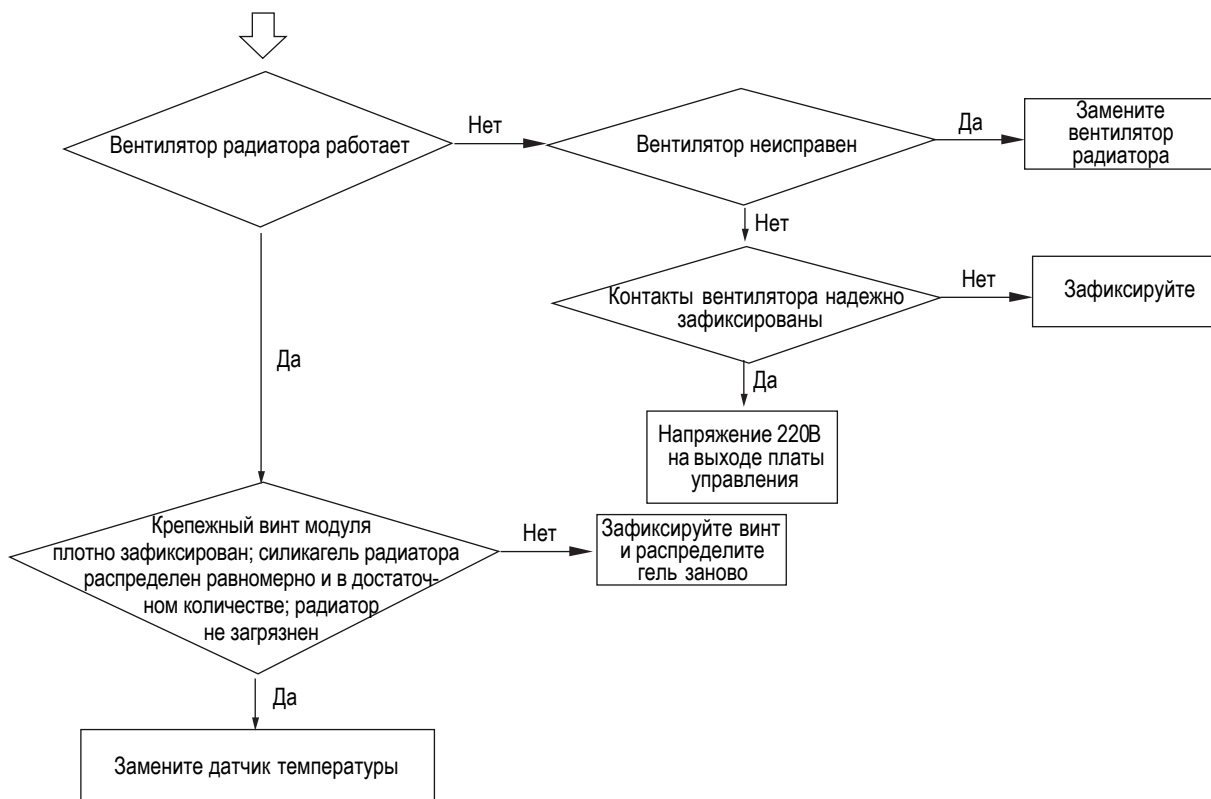 Вентилятор радиатора работает
Нет
Вентилятор неисправен
Да
Замените
вентилятор
радиатора
Нет
Контакты вентилятора надежно
зафиксированы
Нет
Зафиксируйте
Да
Да
Напряжение 220В
на выходе платы
управления
Крепежный винт модуля
плотно зафиксирован; силикагель радиатора
распределен равномерно и в достаточ-
ном количестве; радиатор
не загрязнен
Нет
Зафиксируйте винт
и распределите
гель заново
Да
Замените датчик температуры